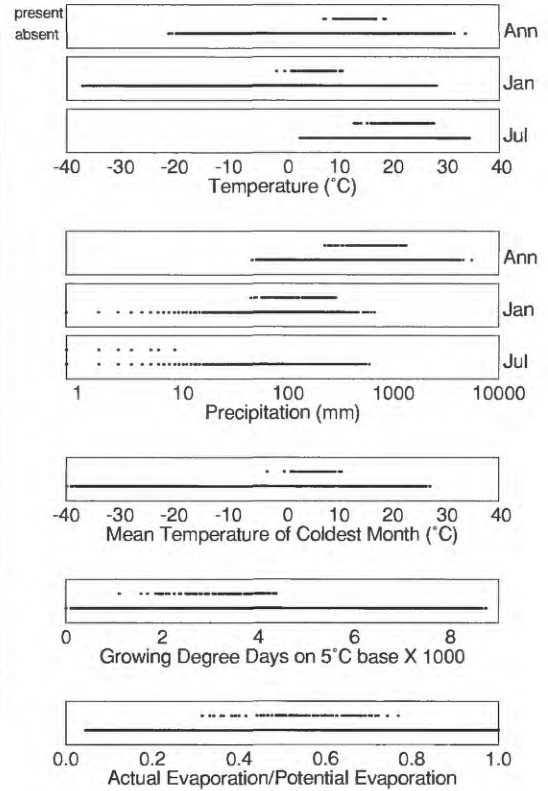 present
absent
Ann
Jan
Jul
-40 -30 -20 -10 0 10 20 30 40
Temperature (˚C)
Ann
Jan
Jul
1 10 100 1000 10000
Precipitation (mm)
-40 -30 -20 -10 0 10 20 30 40
Mean Temperature of Coldest Month (˚C)
0 2 4 6 8
Growing Degree Days on 5˚C base X 1000
0.0 0.2 0.4 0.6 0.8 1.0
Actual Evaporation/Potential Evaporation